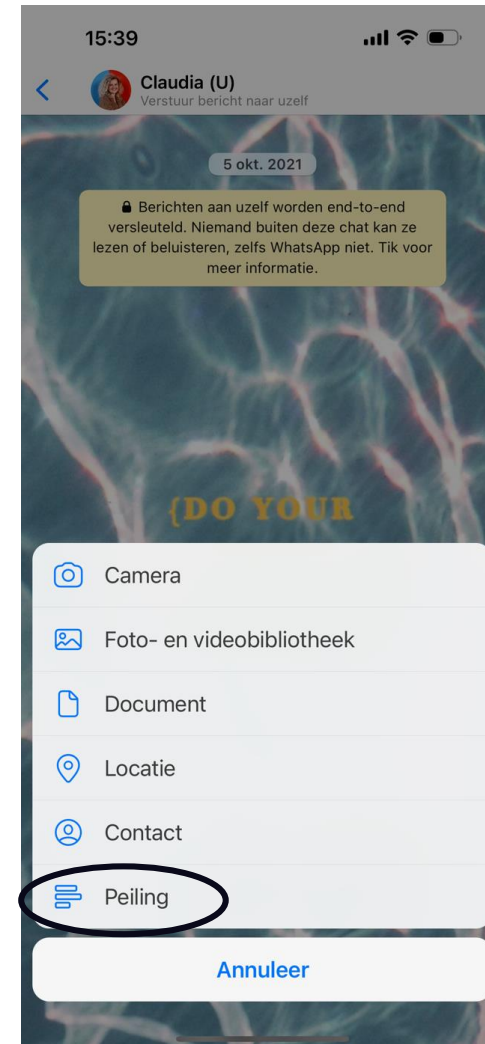 15:39
Claudia (U)
Verstuur bericht naar uzelf
5 okt. 2021
Berichten aan uzelf worden end-to-end
versleuteld. Niemand buiten deze chat kan ze
lezen of beluisteren, zelfs WhatsApp niet. Tik voor
meer informatie.
{DO YOUR
Camera
Foto- en videobibliotheek
Document
Locatie
Contact
Peiling
Annuleer